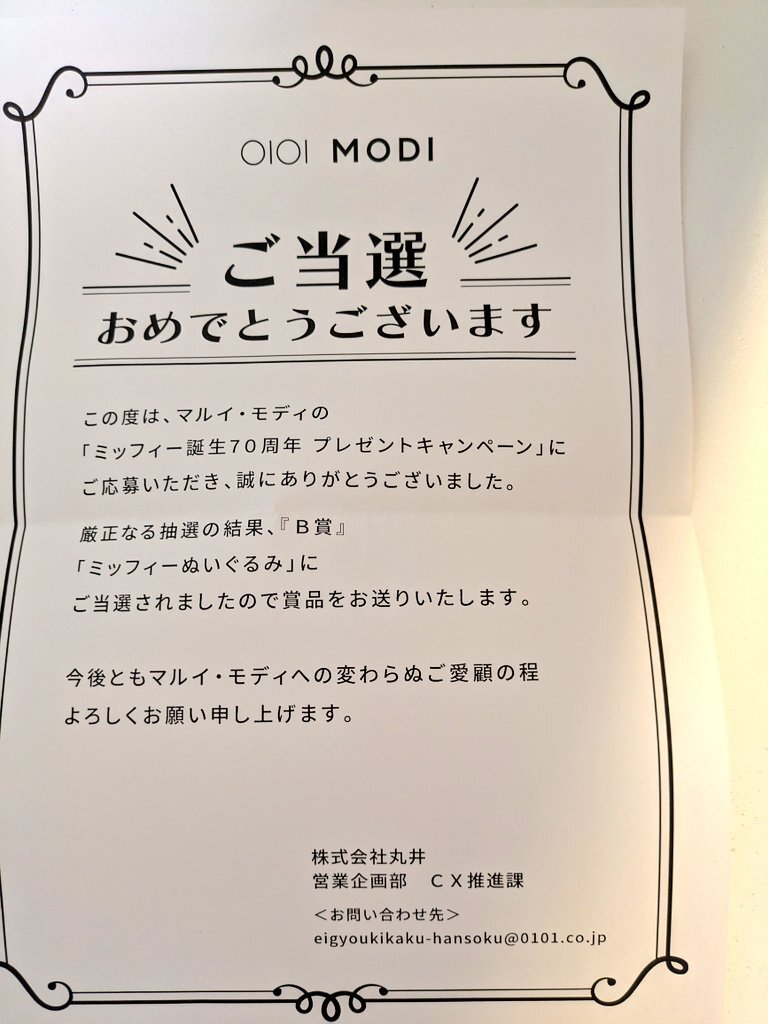 OIOI MODI
ご当選
おめでとうございます
この度は、マルイ・モディの
「ミッフィー誕生70周年 プレゼントキャンペーン」に
ご応募いただき、誠にありがとうございました。
厳正なる抽選の結果、『B賞』
「ミッフィーぬいぐるみ」に
ご当選されましたので賞品をお送りいたします。
今後ともマルイ・モディへの変わらぬご愛顧の程
よろしくお願い申し上げます。
株式会社丸井
営業企画部 CX推進課
<お問い合わせ先>
eigyoukikaku-hansoku@0101.co.jp